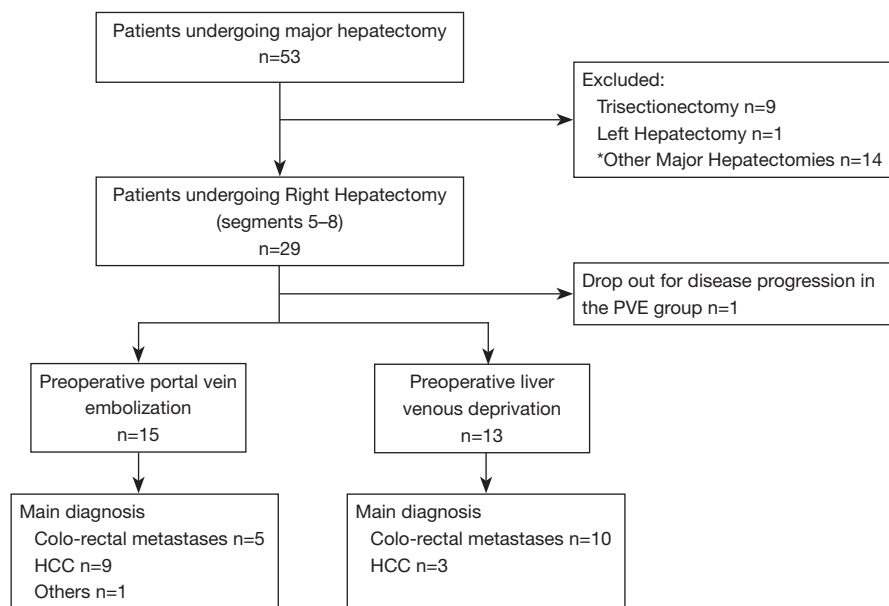 Patients undergoing major hepatectomy
n=53
Excluded:
Trisectionectomy n=9
Left Hepatectomy n=1
*Other Major Hepatectomies n=14
Patients undergoing Right Hepatectomy
(segments 5–8)
n=29
Drop out for disease progression in
the PVE group n=1
Preoperative portal vein
embolization
n=15
Preoperative liver
venous deprivation
n=13
Main diagnosis
Colo-rectal metastases n=5
HCC n=9
Others n=1
Main diagnosis
Colo-rectal metastases n=10
HCC n=3